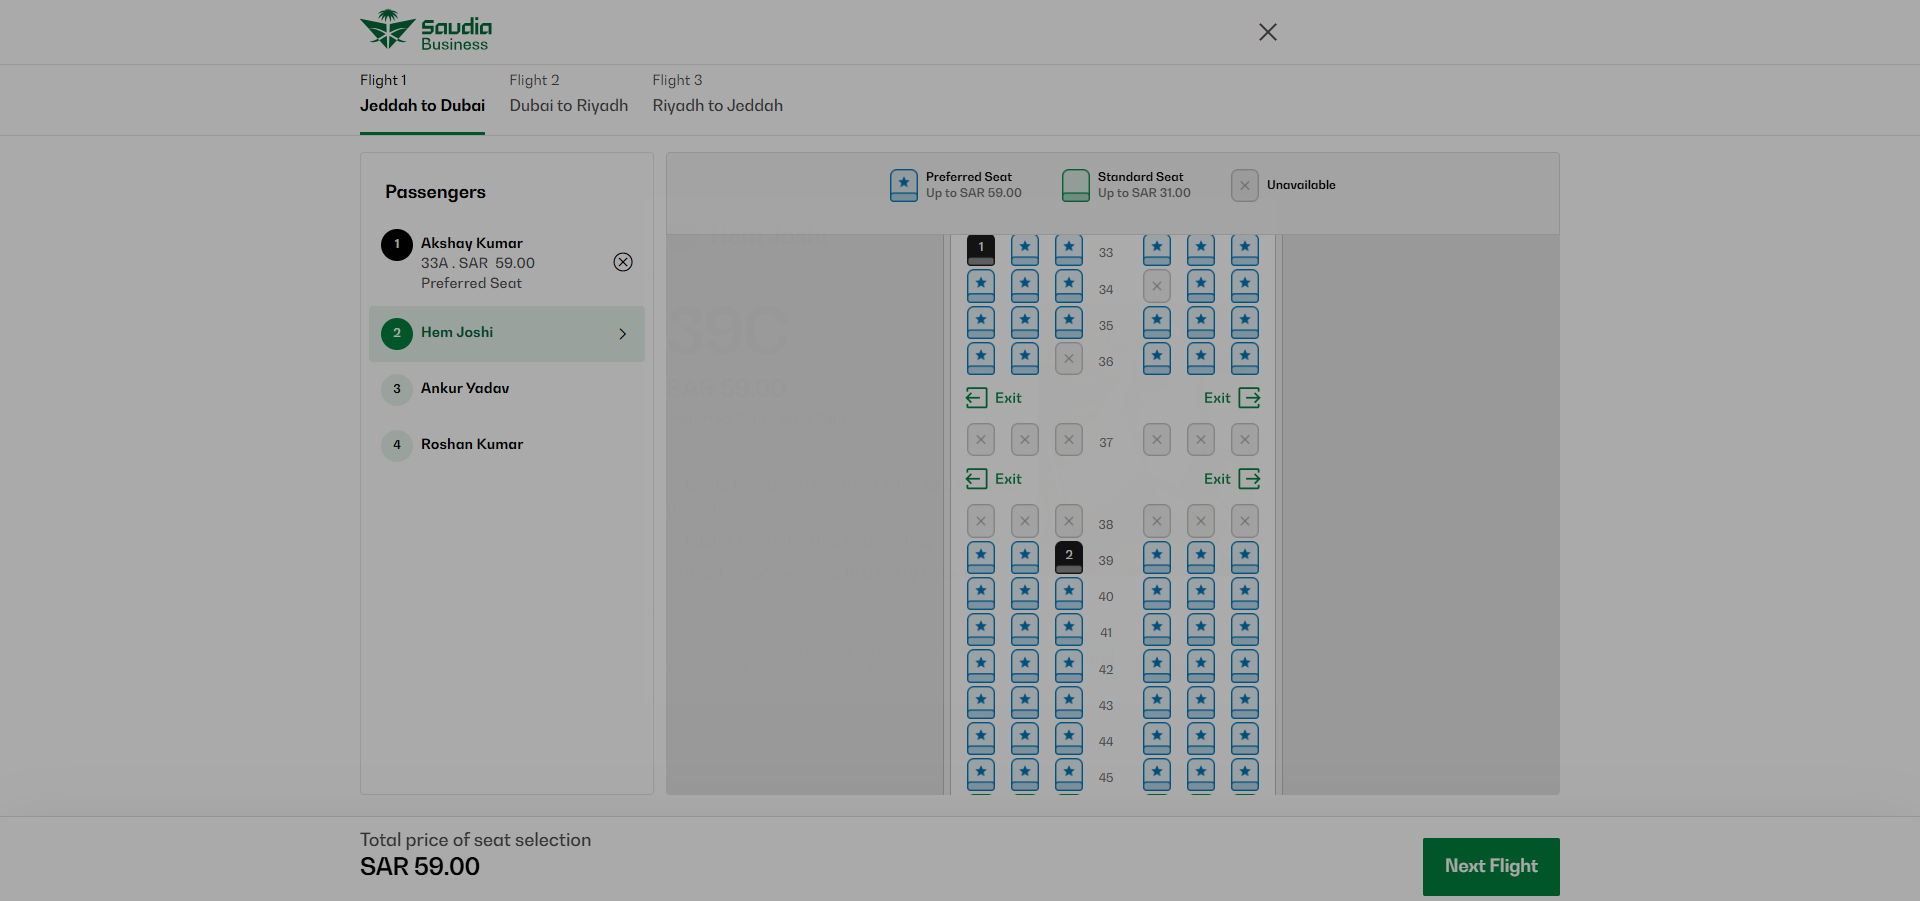 Saudia
Business
Flight 1
Jeddah to Dubai
Flight 2
Dubai to Riyadh
Flight 3
Riyadh to Jeddah
Passengers
1
Akshay Kumar
33A . SAR 59.00
Preferred Seat
2
Hem Joshi
3
Ankur Yadav
4
Roshan Kumar
Preferred Seat
Up to SAR 59.00
Standard Seat
Up to SAR 31.00
Unavailable
1
33
34
35
36
Exit
Exit
37
Exit
Exit
38
2
39
40
41
42
43
44
45
39C
SAR 59.00
Total price of seat selection
SAR 59.00
Next Flight